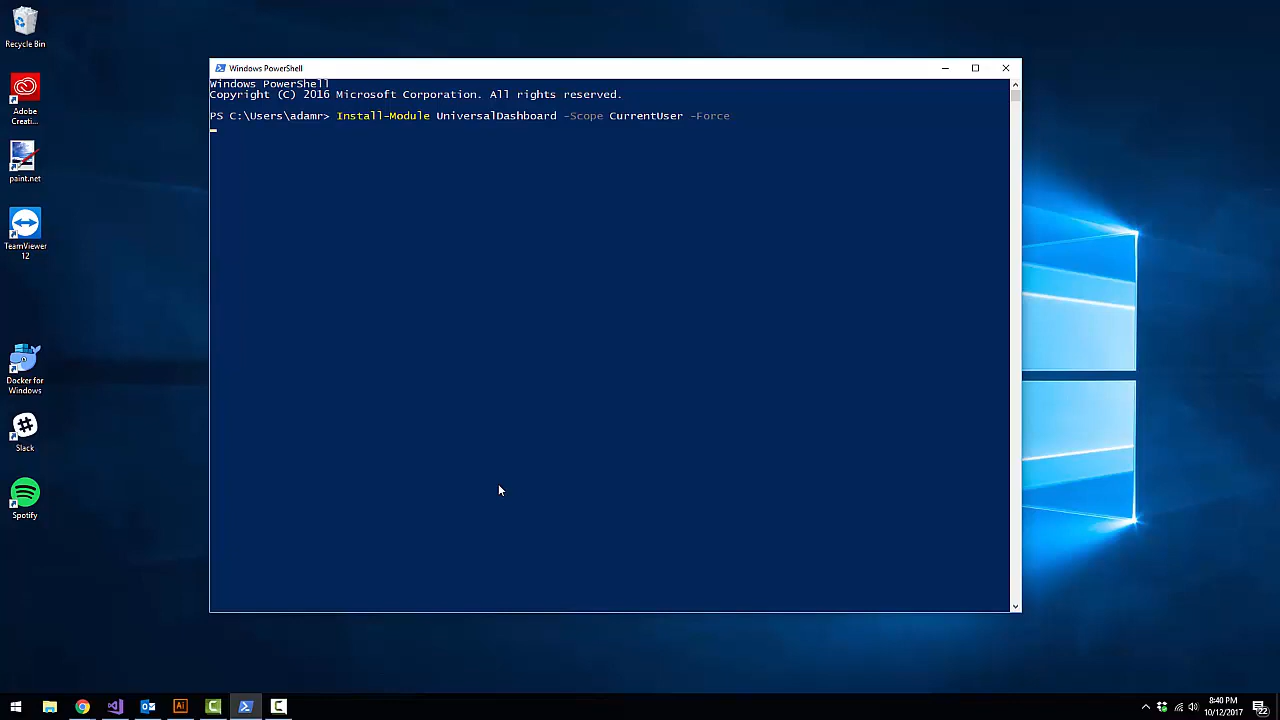 Recycle Bin
Adobe
Creati...
paint.net
TeamViewer
12
Docker for
Windows
Slack
Spotify
Windows PowerShell
Windows PowerShell
Copyright (C) 2016 Microsoft Corporation. All rights reserved.
PS C:\Users\adamr> Install-Module UniversalDashboard -Scope CurrentUser -Force
Ai
8:40 PM
10/12/2017
22